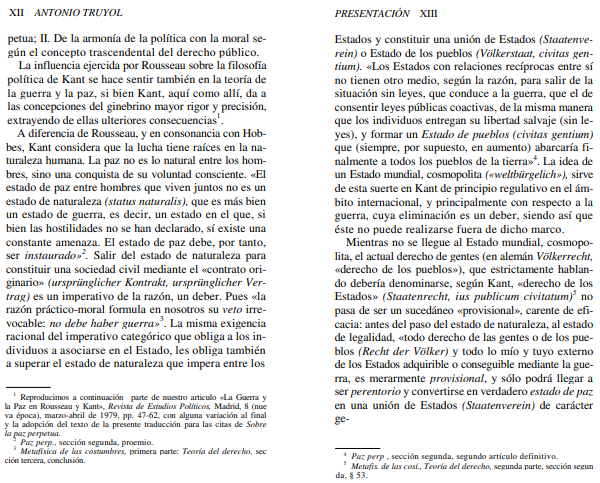 XII   ANTONIO TRUYOL
petua; II. De la armonía de la política con la moral se-
gún el concepto trascendental del derecho público.
La influencia ejercida por Rousseau sobre la filosofía
política de Kant se hace sentir también en la teoría de
la guerra y la paz, si bien Kant, aquí como allí, da a
las concepciones del ginebrino mayor rigor y precisión,
extrayendo de ellas ulteriores consecuencias¹.
A diferencia de Rousseau, y en consonancia con Hob-
bes, Kant considera que la lucha tiene raíces en la na-
turaleza humana. La paz no es lo natural entre los hom-
bres, sino una conquista de su voluntad consciente. «El
estado de paz entre hombres que viven juntos no es un
estado de naturaleza (status naturalis), que es más bien
un estado de guerra, es decir, un estado en el que, si
bien las hostilidades no se han declarado, sí existe una
constante amenaza. El estado de paz debe, por tanto,
ser instaurado»². Salir del estado de naturaleza para
constituir una sociedad civil mediante el «contrato ori-
ginario» (ursprünglicher Kontrakt, ursprünglicher Ver-
trag) es un imperativo de la razón, un deber. Pues «la
razón práctico-moral formula en nosotros su veto irre-
vocable: no debe haber guerra»³. La misma exigencia
racional del imperativo categórico que obliga a los in-
dividuos a asociarse en el Estado, les obliga también
a superar el estado de naturaleza que impera entre los
¹ Reproducimos a continuación parte de nuestro artículo «La Guerra y
la Paz en Rousseau y Kant», Revista de Estudios Políticos, Madrid, 8 (nue
va época), marzo-abril de 1979, pp. 47-62, con alguna variación al final
y la adopción del texto de la presente traducción para las citas de Sobre
la paz perpetua.
² Paz perp., sección segunda, proemio.
³ Metafísica de las costumbres, primera parte: Teoría del derecho, sec
ción tercera, conclusión.
PRESENTACIÓN   XIII
Estados y constituir una unión de Estados (Staatenve-
rein) o Estado de los pueblos (Völkerstaat, civitas gen-
tium). «Los Estados con relaciones recíprocas entre sí
no tienen otro medio, según la razón, para salir de la
situación sin leyes, que conduce a la guerra, que el de
consentir leyes públicas coactivas, de la misma manera
que los individuos entregan su libertad salvaje (sin le-
yes), y formar un Estado de pueblos (civitas gentium)
que (siempre, por supuesto, en aumento) abarcaría fi-
nalmente a todos los pueblos de la tierra»⁴. La idea de
un Estado mundial, cosmopolita («weltbürgelich»), sirve
de esta suerte en Kant de principio regulativo en el ám-
bito internacional, y principalmente con respecto a la
guerra, cuya eliminación es un deber, siendo así que
éste no puede realizarse fuera de dicho marco.
Mientras no se llegue al Estado mundial, cosmopo-
lita, el actual derecho de gentes (en alemán Völkerrecht,
«derecho de los pueblos»), que estrictamente hablan-
do debería denominarse, según Kant, «derecho de los
Estados» (Staatenrecht, ius publicum civitatum)⁵ no
pasa de ser un sucedáneo «provisional», carente de efi-
cacia: antes del paso del estado de naturaleza, al estado
de legalidad, «todo derecho de las gentes o de los pue-
blos (Recht der Völker) y todo lo mío y tuyo externo
de los Estados adquirible o conseguible mediante la gue-
rra, es merarmente provisional, y sólo podrá llegar a
ser perentorio y convertirse en verdadero estado de paz
en una unión de Estados (Staatenverein) de carácter
ge-
⁴ Paz perp , sección segunda, segundo artículo definitivo.
⁵ Metafis. de las cosí., Teoría del derecho, segunda parte, sección segun
da, § 53.